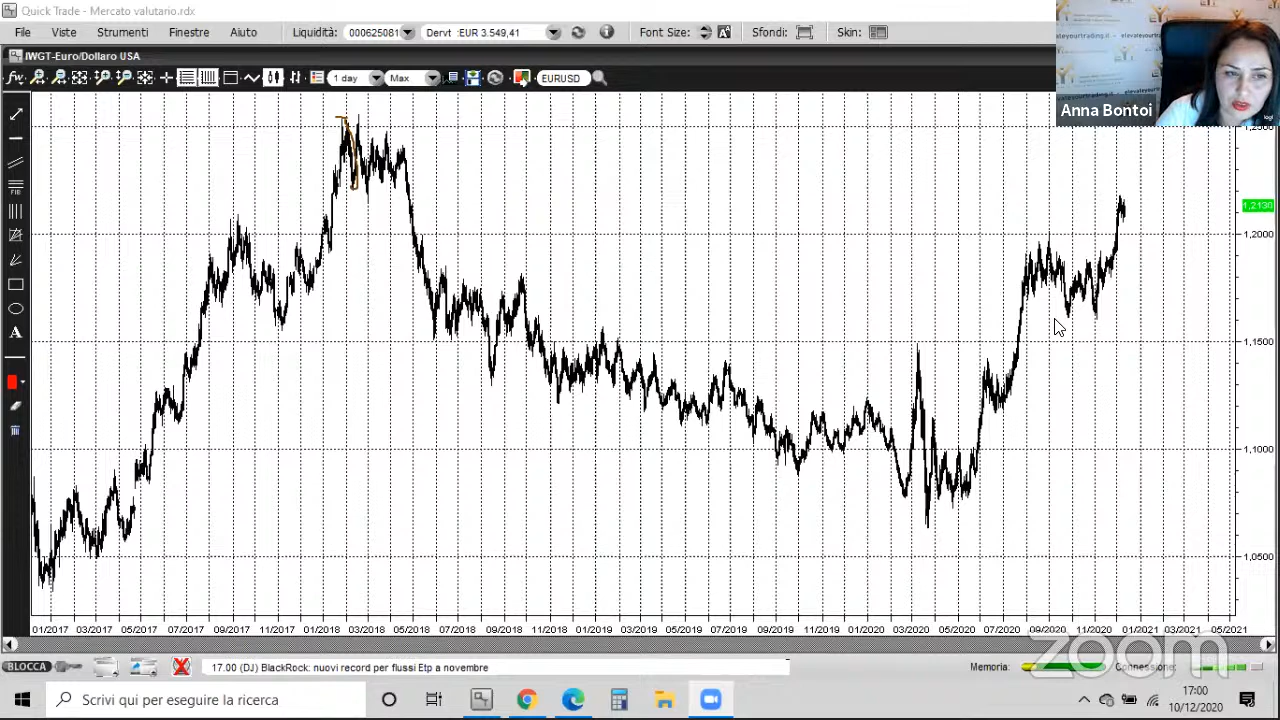 Quick Trade - Mercato valutario.rdx
File Viste Strumenti Finestre Aiuto Liquidità: Dervt :EUR 3.549,41 Font Size: A Sfondi: Skin:
IWGT-Euro/Dollaro USA
fw 1 day Max EURUSD
Anna Bontoi
1,2130
1,2000
1,1500
1,1000
1,0500
FIB
A
01/2017 03/2017 05/2017 07/2017 09/2017 11/2017 01/2018 03/2018 05/2018 07/2018 09/2018 11/2018 01/2019 03/2019 05/2019 07/2019 09/2019 11/2019 01/2020 03/2020 05/2020 07/2020 09/2020 11/2020 01/2021 03/2021 05/2021
BLOCCA 17.00 (DJ) BlackRock: nuovi record per flussi Etp a novembre Memoria: Connessione:
zoom
Scrivi qui per eseguire la ricerca
17:00
10/12/2020